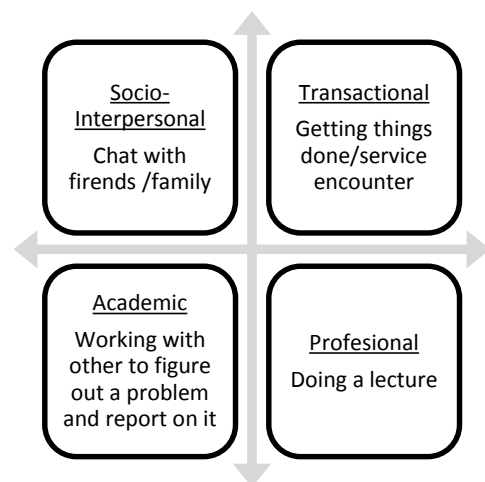 Socio-
Interpersonal
Chat with
firends /family
Transactional
Getting things
done/service
encounter
Academic
Working with
other to figure
out a problem
and report on it
Profesional
Doing a lecture